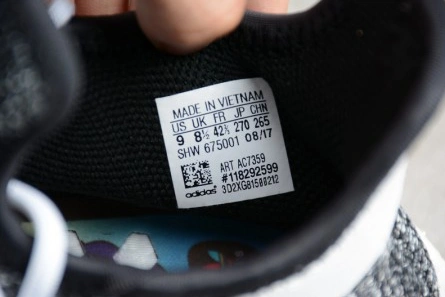 MADE IN VIETNAM
US UK FR JP CHN
9 8½ 42⅔ 270 265
SHW 675001 08/17
ART AC7359
#118292599
3D2XG81588212
adidas